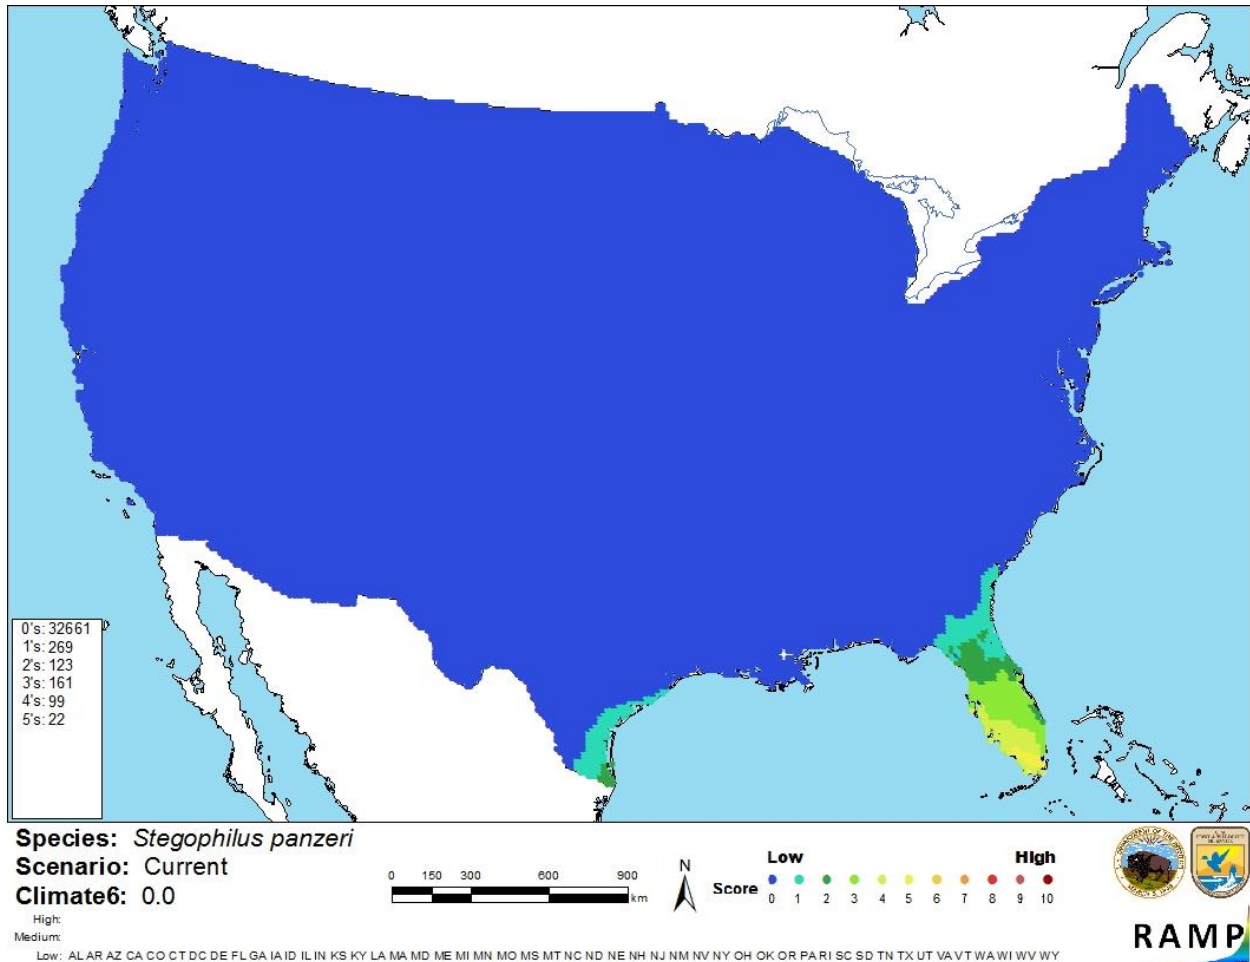 0's: 32661
1's: 269
2's: 123
3's: 161
4's: 99
5's: 22
Species: Stegophilus panzeri
Scenario: Current
Climate6: 0.0
High:
Medium:
Low: AL AR AZ CA CO CT DC DE FL GA IA ID IL IN KS KY LA MA MD ME MI MN MO MS MT NC ND NE NH NJ NM NV NY OH OK OR PA RI SC SD TN TX UT VA VT WA WI WV WY
0 150 300 600 900
km
N
Low High
Score
0 1 2 3 4 5 6 7 8 9 10
RAMP